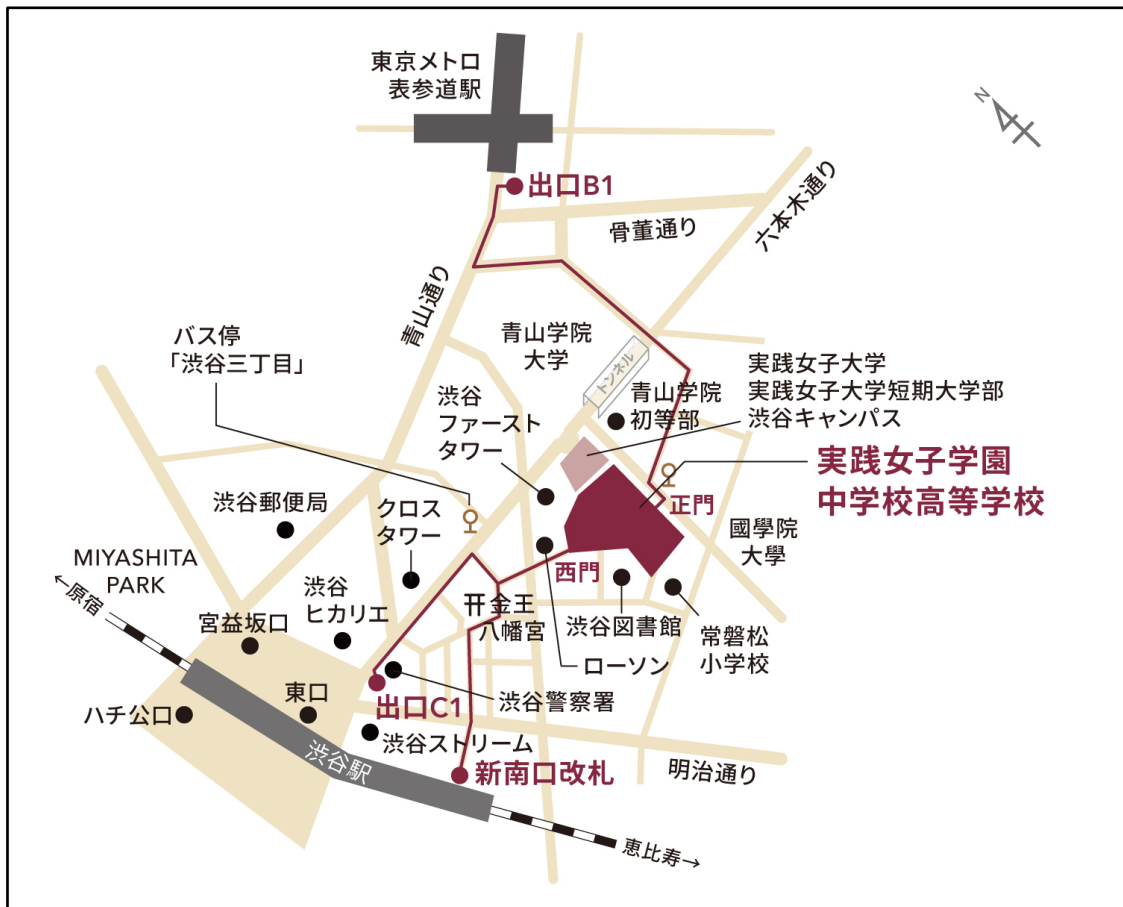 東京メトロ
表参道駅
N
出口B1
骨董通り
六本木通り
青山通り
バス停
「渋谷三丁目」
青山学院
大学
トンネル
実践女子大学
実践女子大学短期大学部
渋谷キャンパス
渋谷
ファースト
タワー
青山学院
初等部
実践女子学園
中学校高等学校
正門
渋谷郵便局
クロス
タワー
國學院
大學
MIYASHITA
PARK
西門
←原宿
渋谷
ヒカリエ
金王
八幡宮
渋谷図書館
常磐松
小学校
宮益坂口
ローソン
出口C1
渋谷警察署
東口
ハチ公口
渋谷ストリーム
渋谷駅
新南口改札
明治通り
恵比寿→